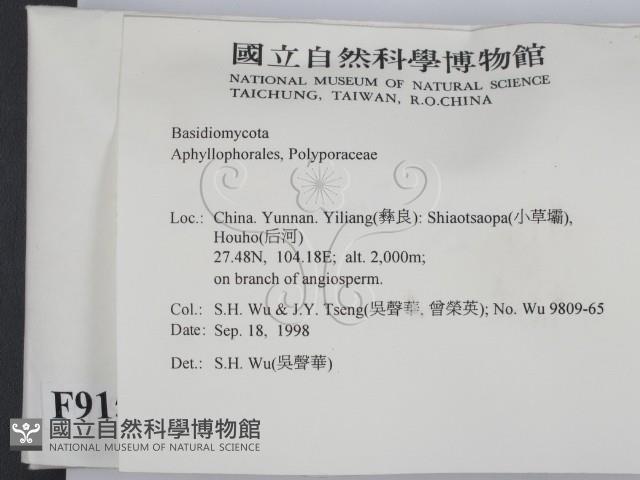 國立自然科學博物館
NATIONAL MUSEUM OF NATURAL SCIENCE
TAICHUNG, TAIWAN, R.O.CHINA
Basidiomycota
Aphyllophorales, Polyporaceae
Loc.: China. Yunnan. Yiliang(彝良): Shiaotsaopa(小草壩),
Houho(后河)
27.48N, 104.18E; alt. 2,000m;
on branch of angiosperm.
Col.: S.H. Wu & J.Y. Tseng(吳聲華, 曾榮英); No. Wu 9809-65
Date: Sep. 18, 1998
Det.: S.H. Wu(吳聲華)
F91
國立自然科學博物館
NATIONAL MUSEUM OF NATURAL SCIENCE